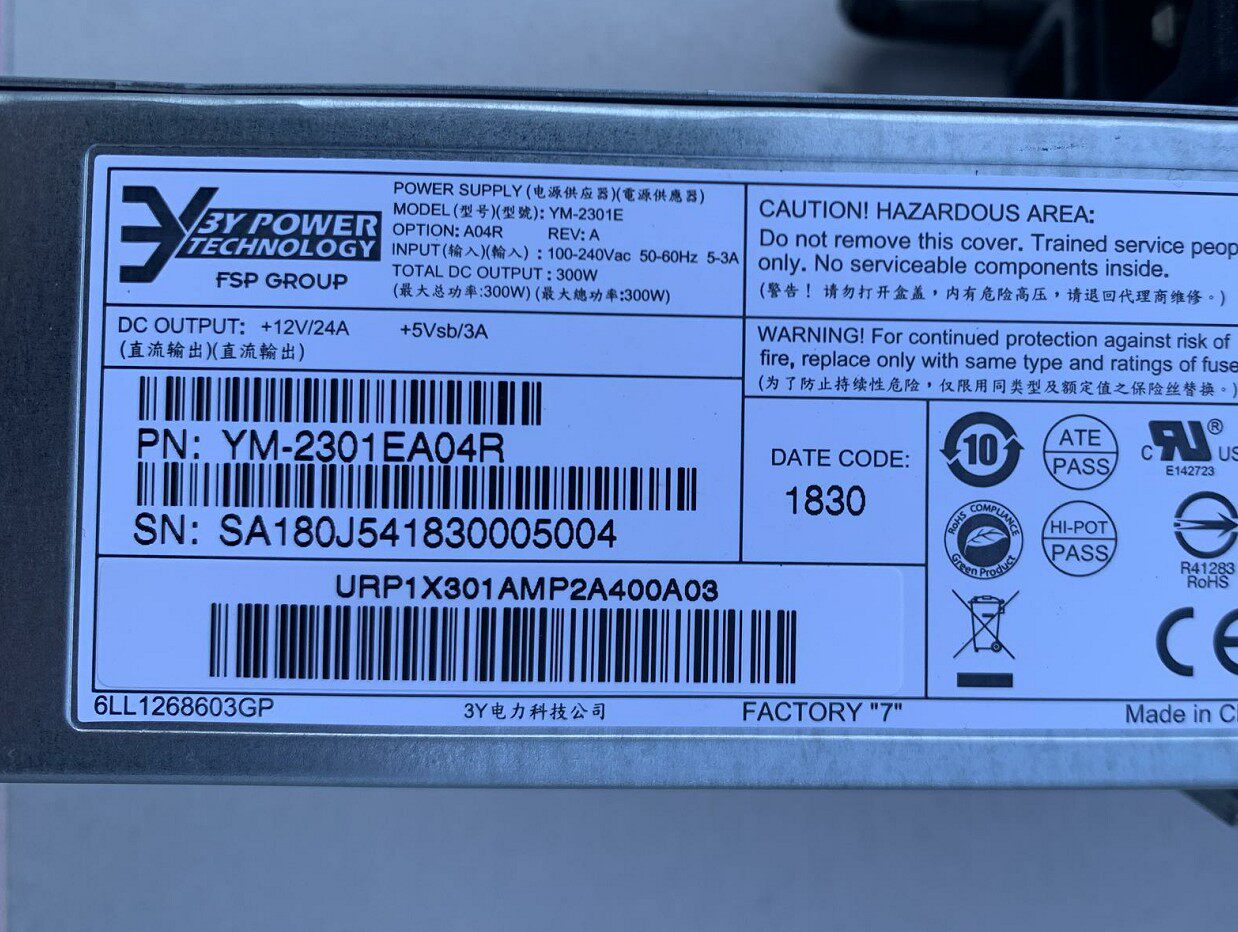 3Y POWER
TECHNOLOGY
FSP GROUP
POWER SUPPLY (电源供应器)(電源供應器)
MODEL (型号)(型號): YM-2301E
OPTION: A04R REV: A
INPUT (输入)(輸入) : 100-240Vac 50-60Hz 5-3A
TOTAL DC OUTPUT : 300W
(最大总功率:300W) (最大總功率:300W)
CAUTION! HAZARDOUS AREA:
Do not remove this cover. Trained service peop
only. No serviceable components inside.
(警告! 请勿打开盒盖,内有危险高压,请退回代理商维修。)
DC OUTPUT: +12V/24A +5Vsb/3A
(直流输出)(直流輸出)
WARNING! For continued protection against risk of
fire, replace only with same type and ratings of fuse
(为了防止持续性危险,仅限用同类型及额定值之保险丝替换。)
PN: YM-2301EA04R
SN: SA180J541830005004
DATE CODE:
1830
10
ATE
PASS
C RU ® US
E142723
RoHS COMPLIANCE
Green Product
HI-POT
PASS
R41283
RoHS
CE
URP1X301AMP2A400A03
6LL1268603GP
3Y电力科技公司
FACTORY "7"
Made in C